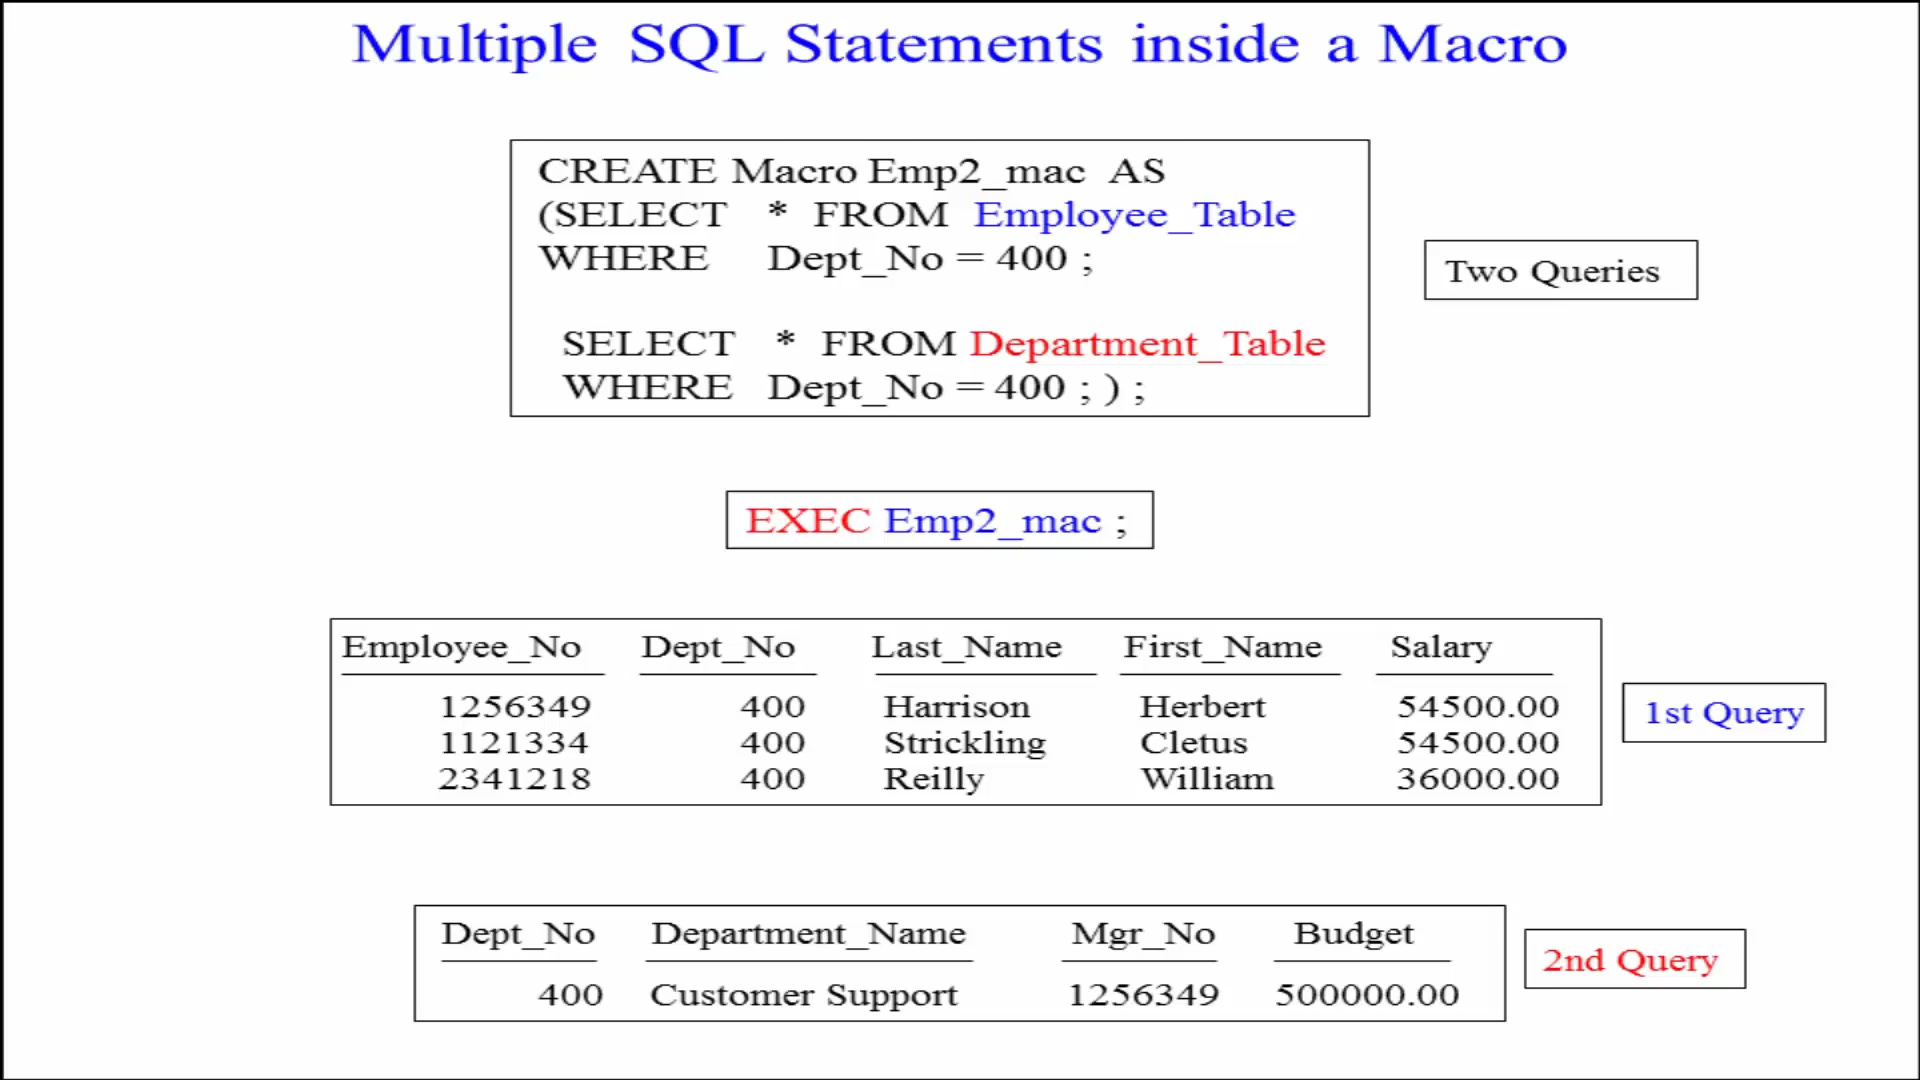 Multiple SQL Statements inside a Macro
CREATE Macro Emp2_mac AS
(SELECT * FROM Employee_Table
WHERE Dept_No = 400 ;
SELECT * FROM Department_Table
WHERE Dept_No = 400 ; ) ;
Two Queries
EXEC Emp2_mac ;
Employee_No Dept_No Last_Name First_Name Salary
1256349 400 Harrison Herbert 54500.00
1121334 400 Strickling Cletus 54500.00
2341218 400 Reilly William 36000.00
1st Query
Dept_No Department_Name Mgr_No Budget
400 Customer Support 1256349 500000.00
2nd Query